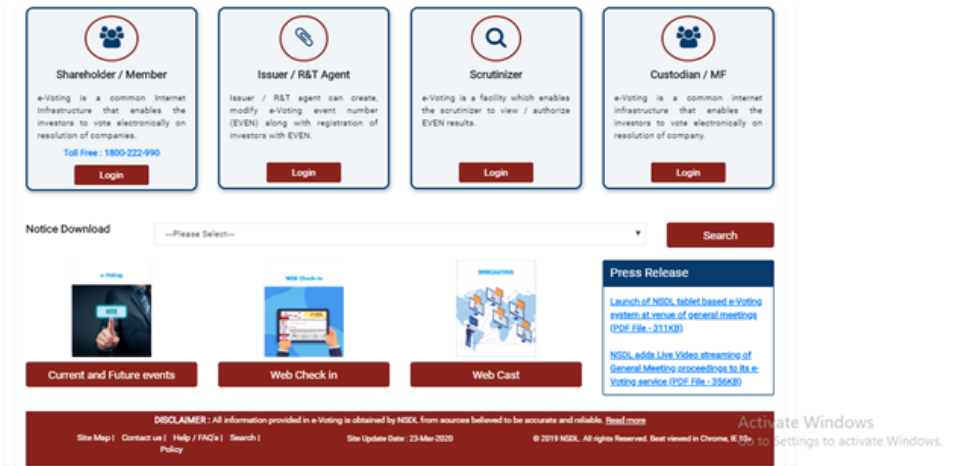 Shareholder / Member
e-Voting is a common Internet
Infrastructure that enables the
investors to vote electronically on
resolution of companies.
Toll Free : 1800-222-990
Login
Issuer / R&T Agent
Issuer / R&T agent can create,
modify e-Voting event number
(EVEN) along with registration of
investors with EVEN.
Login
Scrutinizer
e-Voting is a facility which enables
the scrutinizer to view / authorize
EVEN results.
Login
Custodian / MF
e-Voting is a common internet
infrastructure that enables the
investors to vote electronically on
resolution of company.
Login
Notice Download
---Please Select---
Search
e-Voting
VOTE
Current and Future events
WEB Check in
Web Check in
WEBCASTING
Web Cast
Press Release
Launch of NSDL tablet based e-Voting
system at venue of general meetings
(PDF File - 311KB)
NSDL adds Live Video streaming of
General Meeting proceedings to its e-
Voting service (PDF File - 356KB)
DISCLAIMER : All information provided in e-Voting is obtained by NSDL from sources believed to be accurate and reliable. Read more
Site Map | Contact us | Help / FAQ's | Search |
Policy
Site Update Date : 23-Mar-2020
© 2019 NSDL. All rights Reserved. Best viewed in Chrome, IE 10+
Activate Windows
Go to Settings to activate Windows.